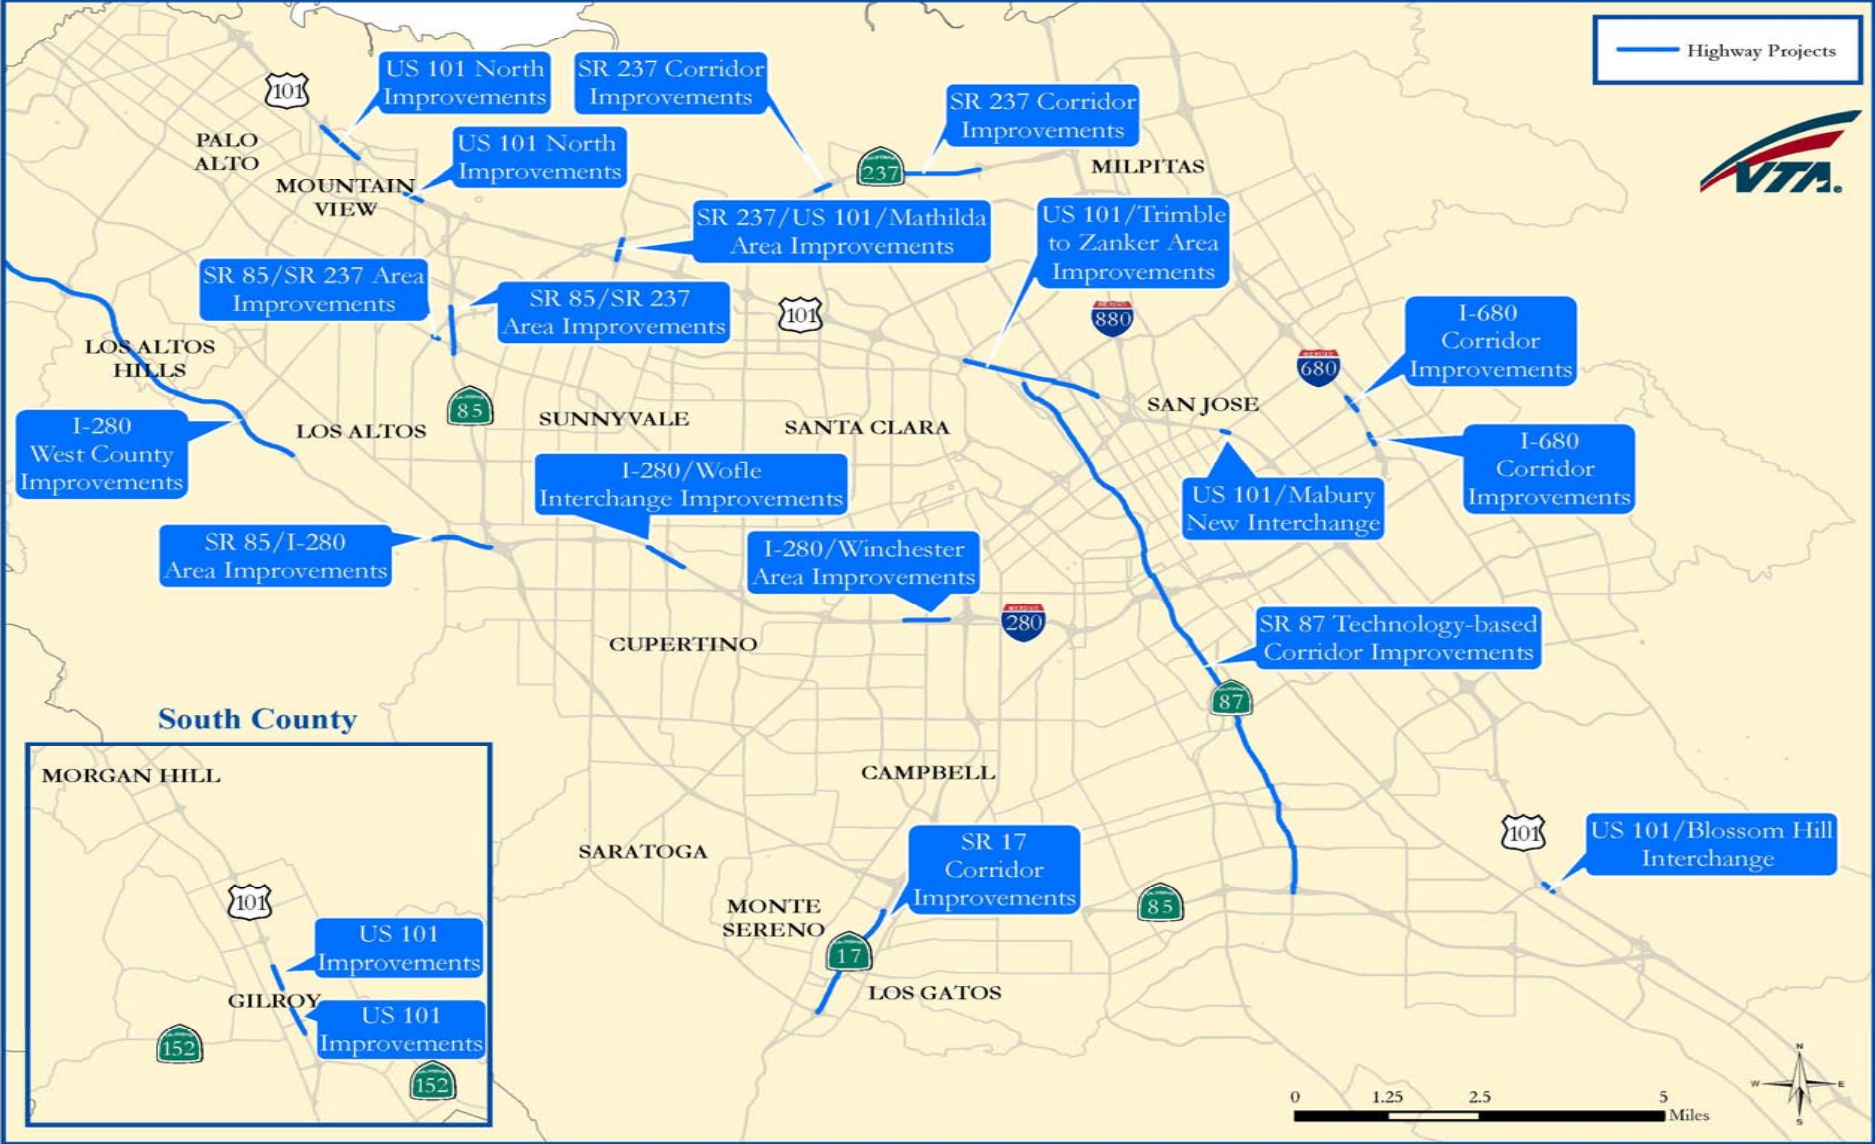 Highway Projects
VTA
101
US 101 North
Improvements
SR 237 Corridor
Improvements
SR 237 Corridor
Improvements
US 101 North
Improvements
PALO
ALTO
237
MILPITAS
MOUNTAIN
VIEW
SR 237/US 101/Mathilda
Area Improvements
US 101/Trimble
to Zanker Area
Improvements
SR 85/SR 237 Area
Improvements
SR 85/SR 237
Area Improvements
101
880
I-680
Corridor
Improvements
LOS ALTOS
HILLS
680
85
SAN JOSE
SUNNYVALE
SANTA CLARA
LOS ALTOS
I-280
West County
Improvements
I-680
Corridor
Improvements
I-280/Wofle
Interchange Improvements
US 101/Mabury
New Interchange
SR 85/I-280
Area Improvements
I-280/Winchester
Area Improvements
280
SR 87 Technology-based
Corridor Improvements
CUPERTINO
87
South County
MORGAN HILL
CAMPBELL
SARATOGA
SR 17
Corridor
Improvements
101
US 101/Blossom Hill
Interchange
MONTE
SERENO
85
17
LOS GATOS
101
US 101
Improvements
GILROY
US 101
Improvements
152
152
N
W E
S
0 1.25 2.5 5
Miles